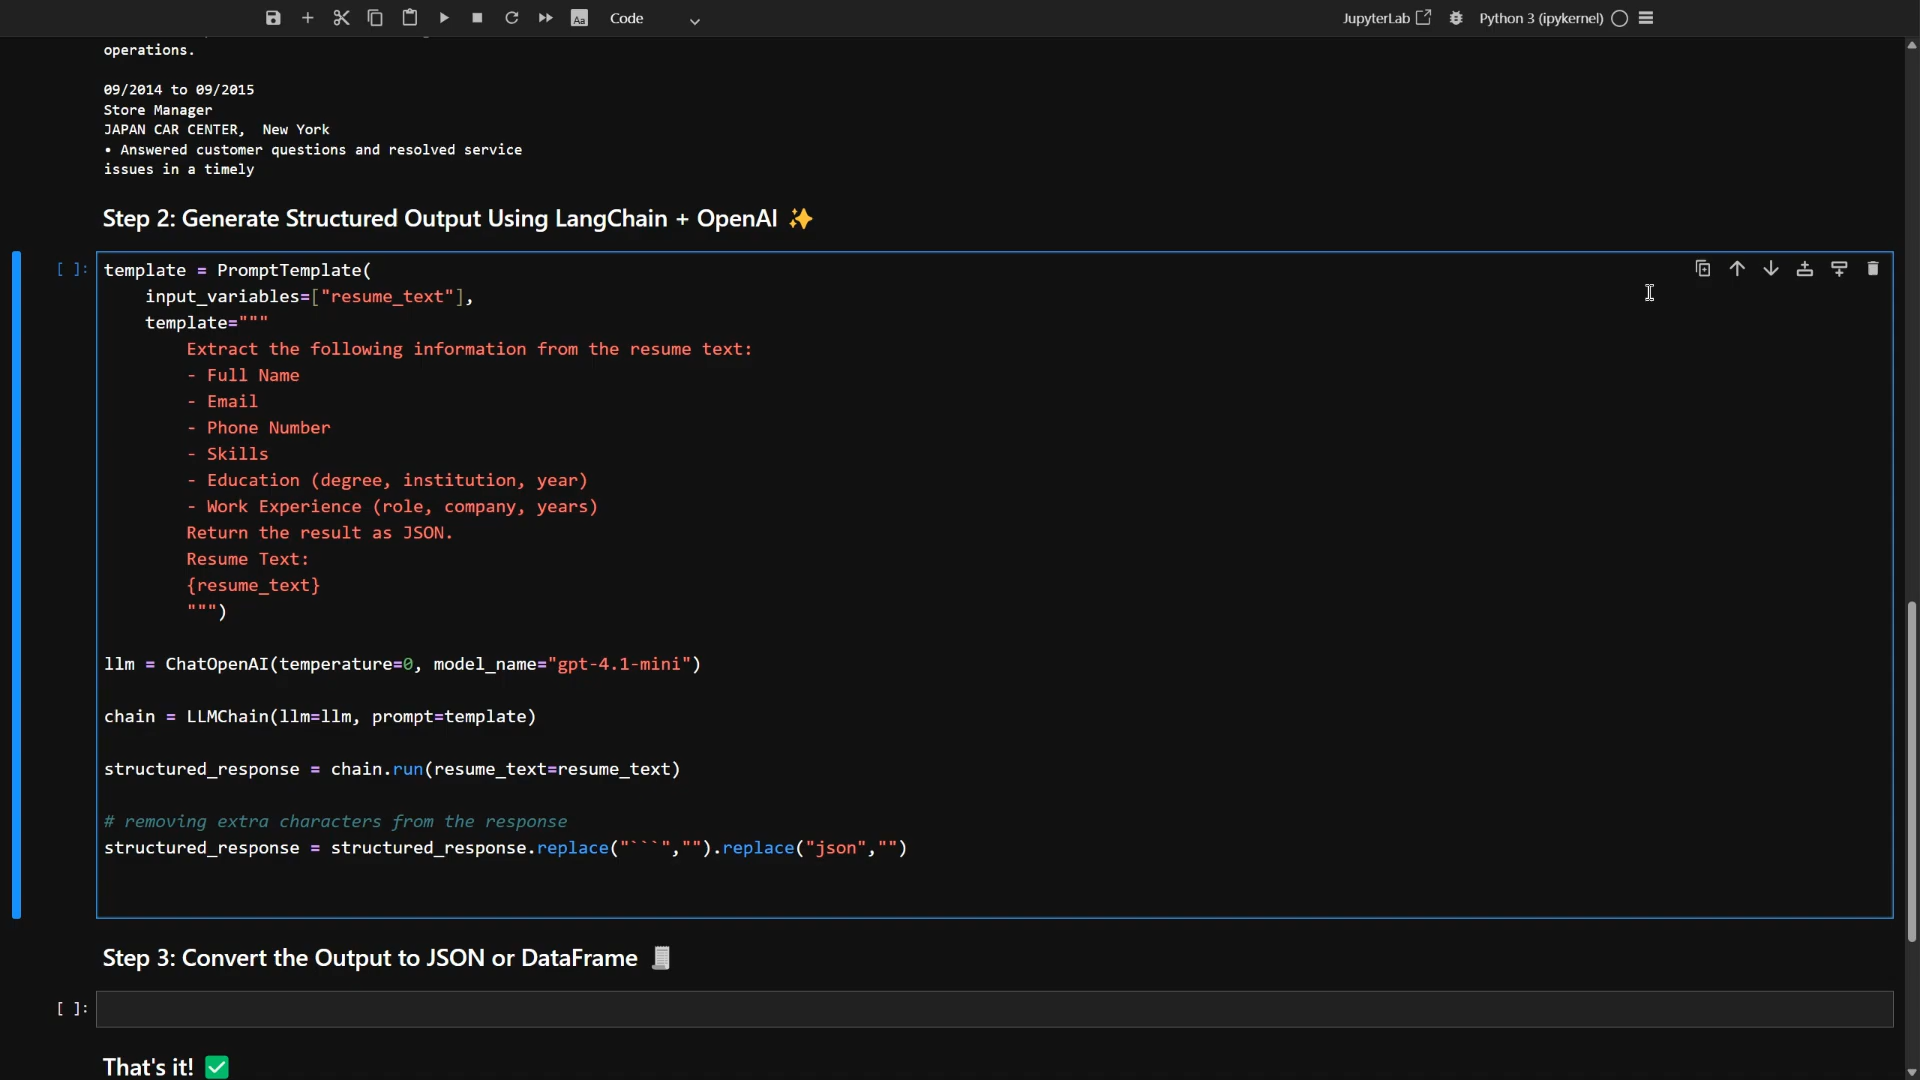 Code
JupyterLab
Python 3 (ipykernel)
operations.
09/2014 to 09/2015
Store Manager
JAPAN CAR CENTER,  New York
• Answered customer questions and resolved service
issues in a timely
Step 2: Generate Structured Output Using LangChain + OpenAI ✨
[ ]:
template = PromptTemplate(
    input_variables=["resume_text"],
    template="""
        Extract the following information from the resume text:
        - Full Name
        - Email
        - Phone Number
        - Skills
        - Education (degree, institution, year)
        - Work Experience (role, company, years)
        Return the result as JSON.
        Resume Text:
        {resume_text}
        """)
llm = ChatOpenAI(temperature=0, model_name="gpt-4.1-mini")
chain = LLMChain(llm=llm, prompt=template)
structured_response = chain.run(resume_text=resume_text)
# removing extra characters from the response
structured_response = structured_response.replace("```","").replace("json","")
Step 3: Convert the Output to JSON or DataFrame 🧾
[ ]:
That's it! ✅